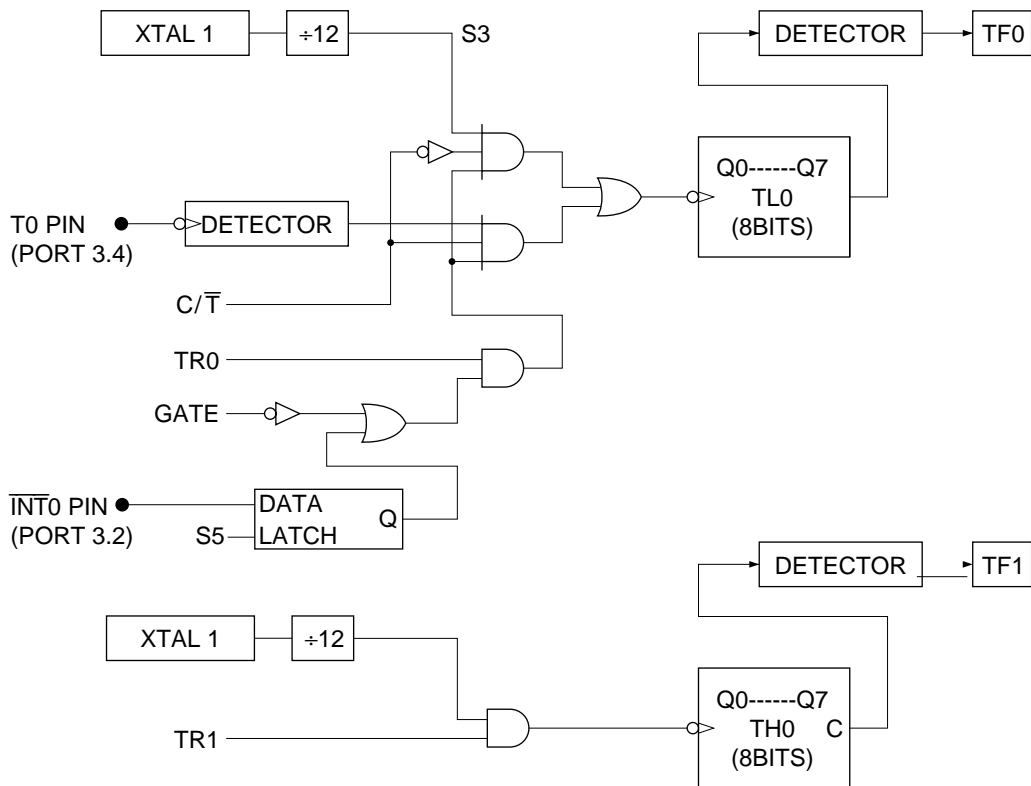 XTAL 1
÷12
S3
DETECTOR
TF0
Q0------Q7
TL0
(8BITS)
T0 PIN
(PORT 3.4)
DETECTOR
C/T̅
TR0
GATE
I̅N̅T̅0 PIN
(PORT 3.2)
DATA
LATCH
Q
S5
DETECTOR
TF1
XTAL 1
÷12
Q0------Q7
TH0
(8BITS)
C
TR1